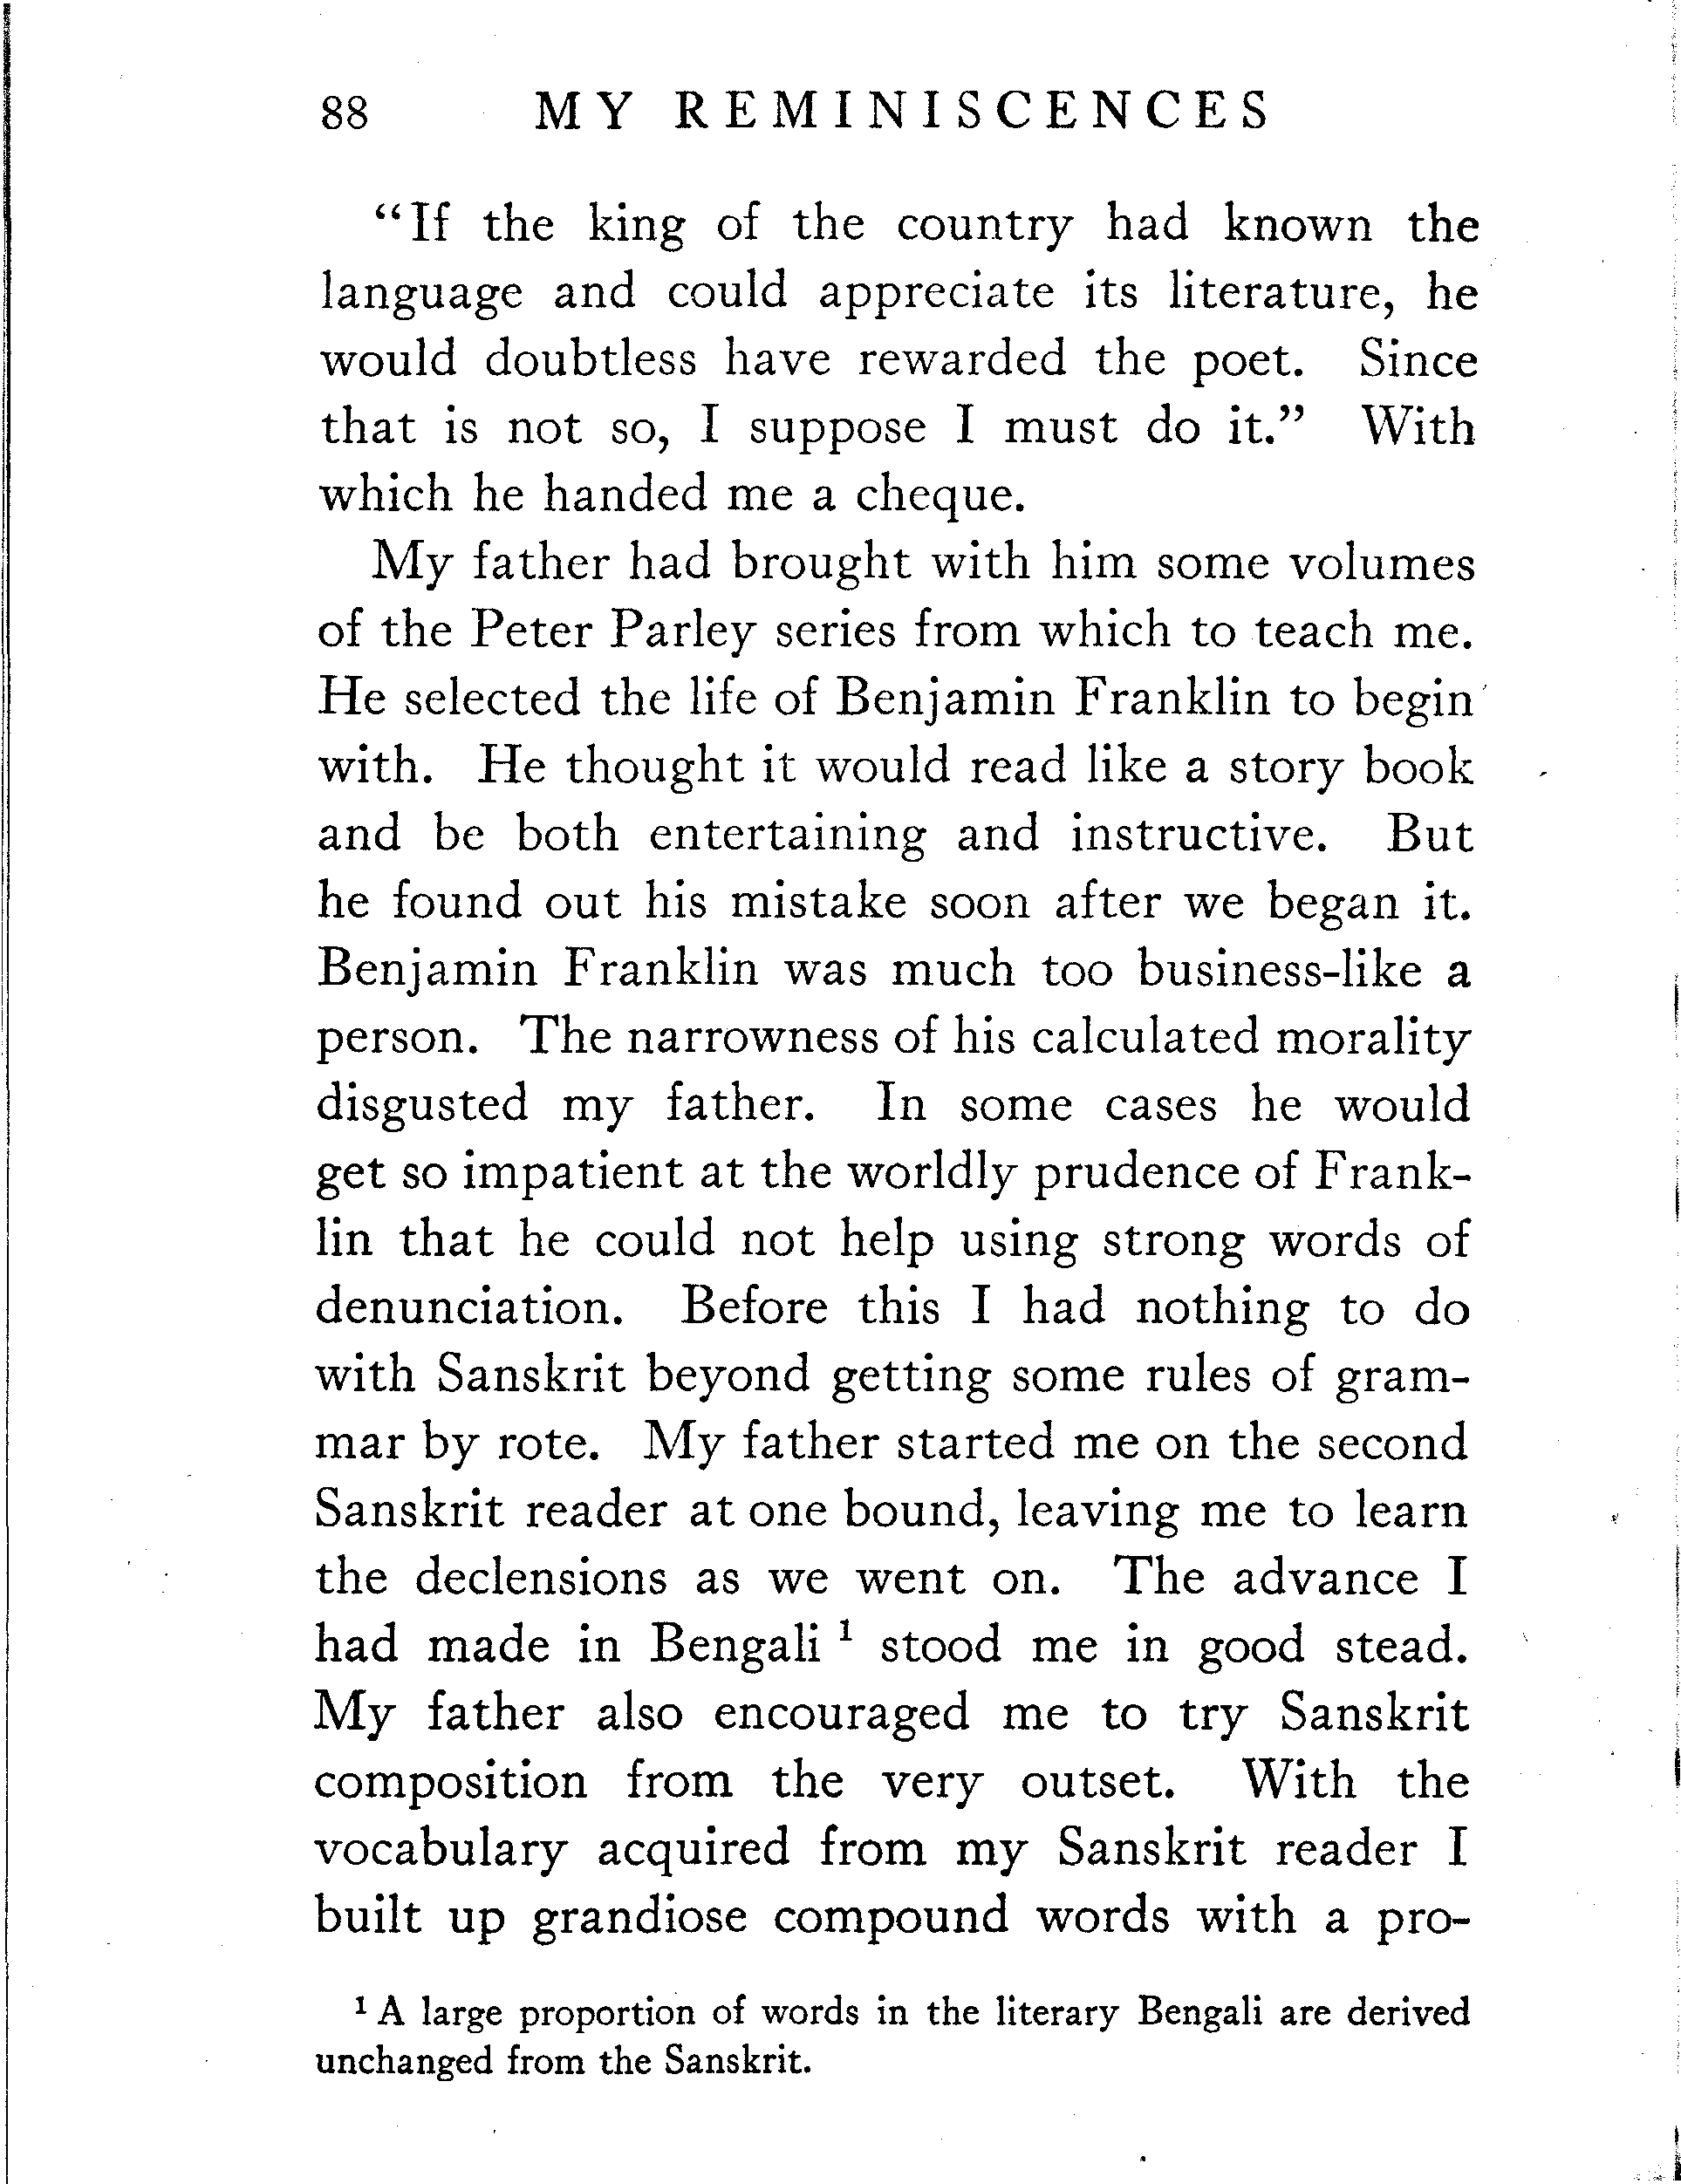 88 MY REMINISCENCES
“If the king of the country had known the
language and could appreciate its literature, he
would doubtless have rewarded the poet. Since
that is not so, I suppose I must do it.” With
which he handed me a cheque.
My father had brought with him some volumes
of the Peter Parley series from which to teach me.
He selected the life of Benjamin Franklin to begin
with. He thought it would read like a story book
and be both entertaining and instructive. But
he found out his mistake soon after we began it.
Benjamin Franklin was much too business-like a
person. The narrowness of his calculated morality
disgusted my father. In some cases he would
get so impatient at the worldly prudence of Frank-
lin that he could not help using strong words of
denunciation. Before this I had nothing to do
with Sanskrit beyond getting some rules of gram-
mar by rote. My father started me on the second
Sanskrit reader at one bound, leaving me to learn
the declensions as we went on. The advance I
had made in Bengali ¹ stood me in good stead.
My father also encouraged me to try Sanskrit
composition from the very outset. With the
vocabulary acquired from my Sanskrit reader I
built up grandiose compound words with a pro-
¹ A large proportion of words in the literary Bengali are derived
unchanged from the Sanskrit.